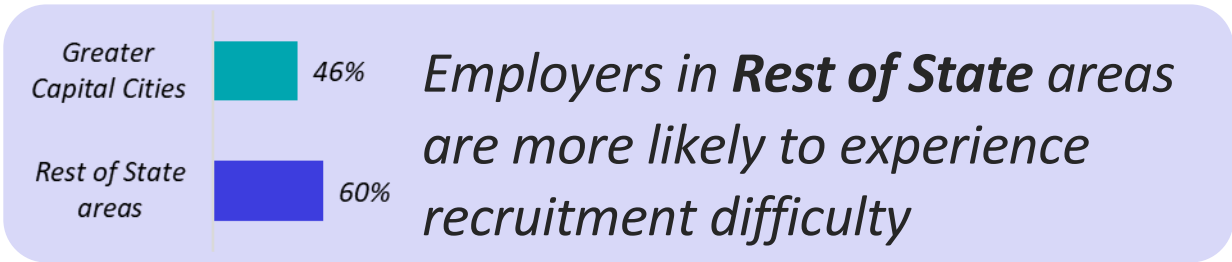 Greater
Capital Cities
46%
Rest of State
areas
60%
Employers in Rest of State areas
are more likely to experience
recruitment difficulty